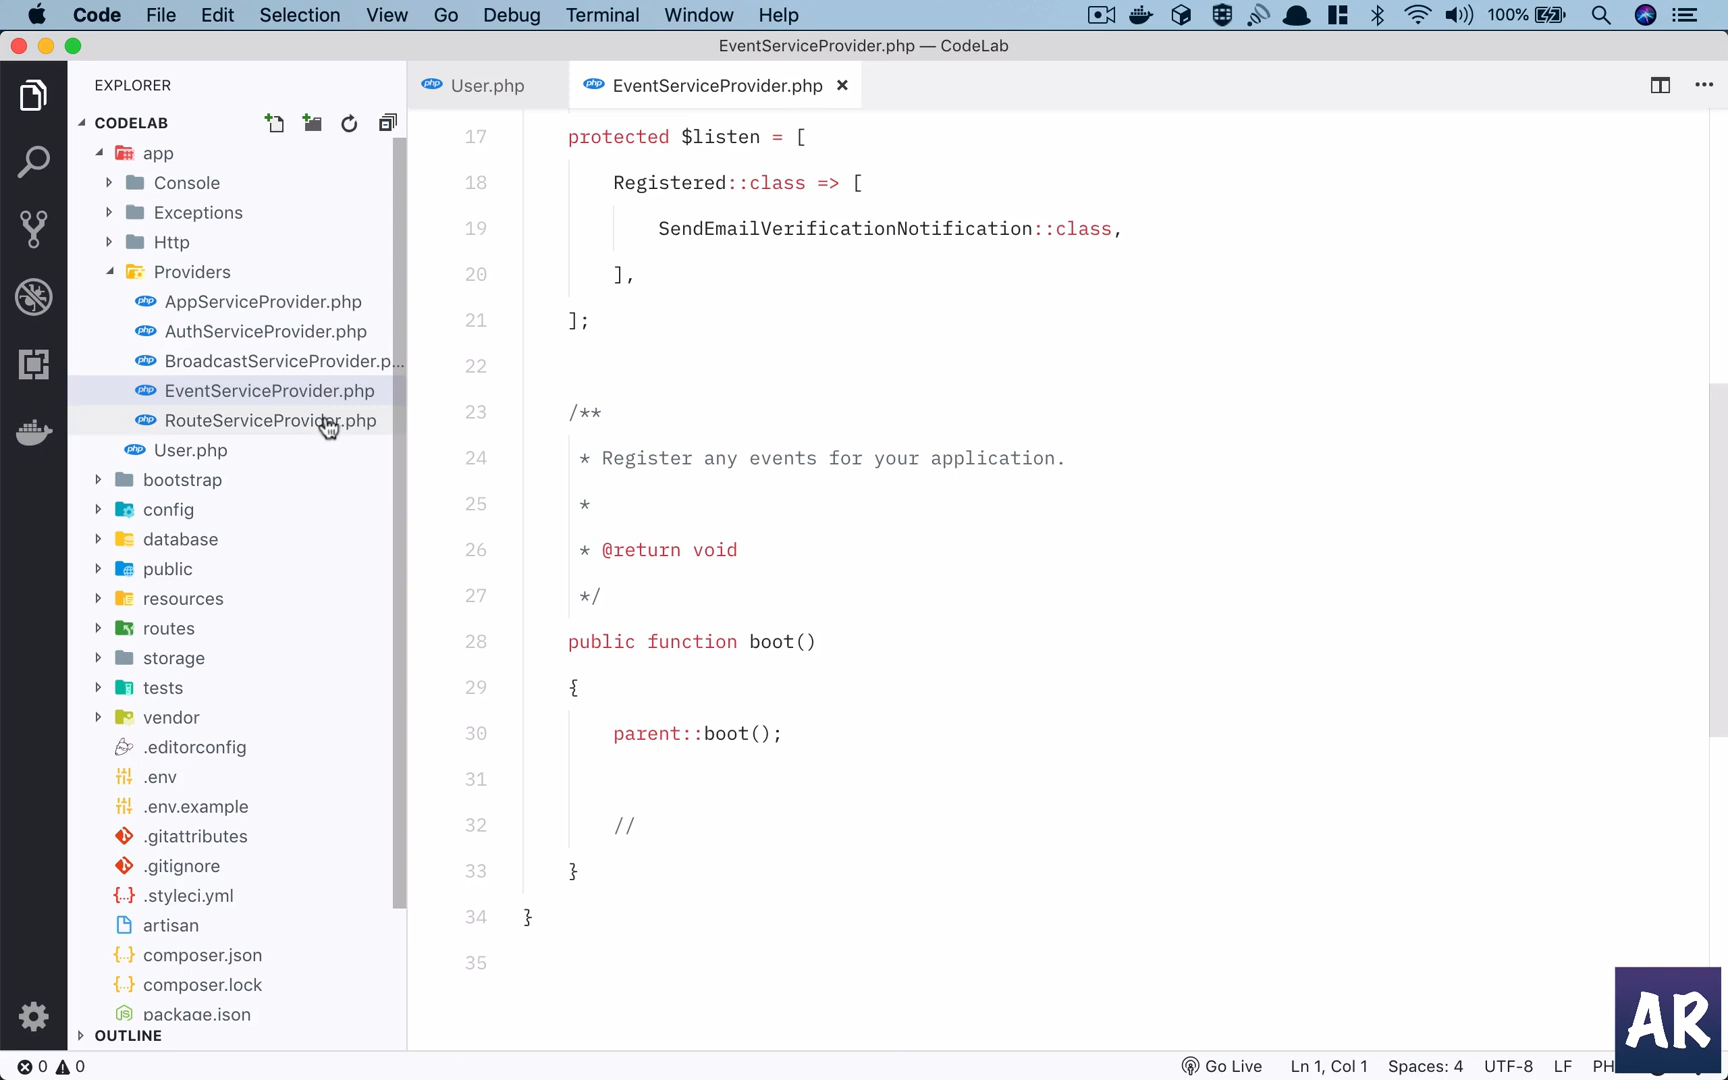 Code File Edit Selection View Go Debug Terminal Window Help 100%
EventServiceProvider.php — CodeLab
EXPLORER
User.php
EventServiceProvider.php
CODELAB
app
Console
Exceptions
Http
Providers
AppServiceProvider.php
AuthServiceProvider.php
BroadcastServiceProvider.p...
EventServiceProvider.php
RouteServiceProvider.php
User.php
bootstrap
config
database
public
resources
routes
storage
tests
vendor
.editorconfig
.env
.env.example
.gitattributes
.gitignore
.styleci.yml
artisan
composer.json
composer.lock
package.json
OUTLINE
17 protected $listen = [
18 Registered::class => [
19 SendEmailVerificationNotification::class,
20 ],
21 ];
22
23 /**
24 * Register any events for your application.
25 *
26 * @return void
27 */
28 public function boot()
29 {
30 parent::boot();
31
32 //
33 }
34 }
35
0 0 Go Live Ln 1, Col 1 Spaces: 4 UTF-8 LF PH
AR